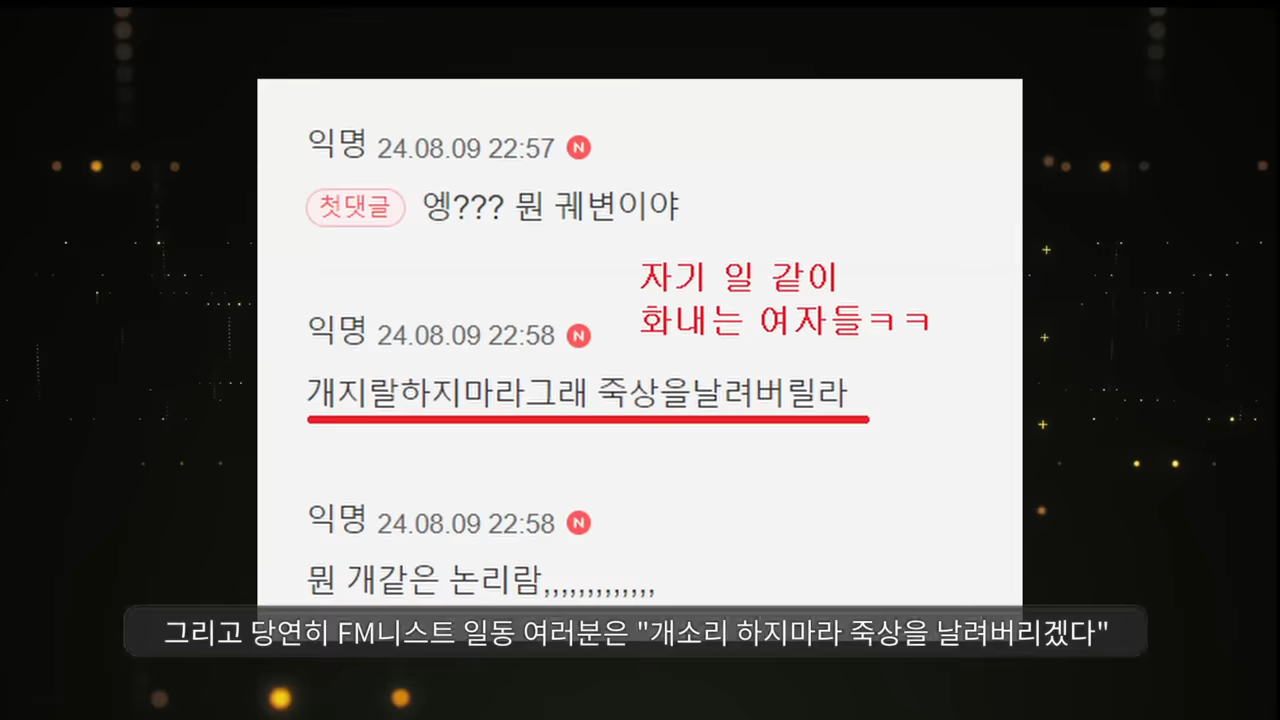 익명 24.08.09 22:57 N
첫댓글 엥??? 뭔 궤변이야
자기 일 같이
화내는 여자들ㅋㅋ
익명 24.08.09 22:58 N
개지랄하지마라그래 죽상을날려버릴라
익명 24.08.09 22:58 N
뭔 개같은 논리람,,,,,,,,,,,,,
그리고 당연히 FM니스트 일동 여러분은 "개소리 하지마라 죽상을 날려버리겠다"